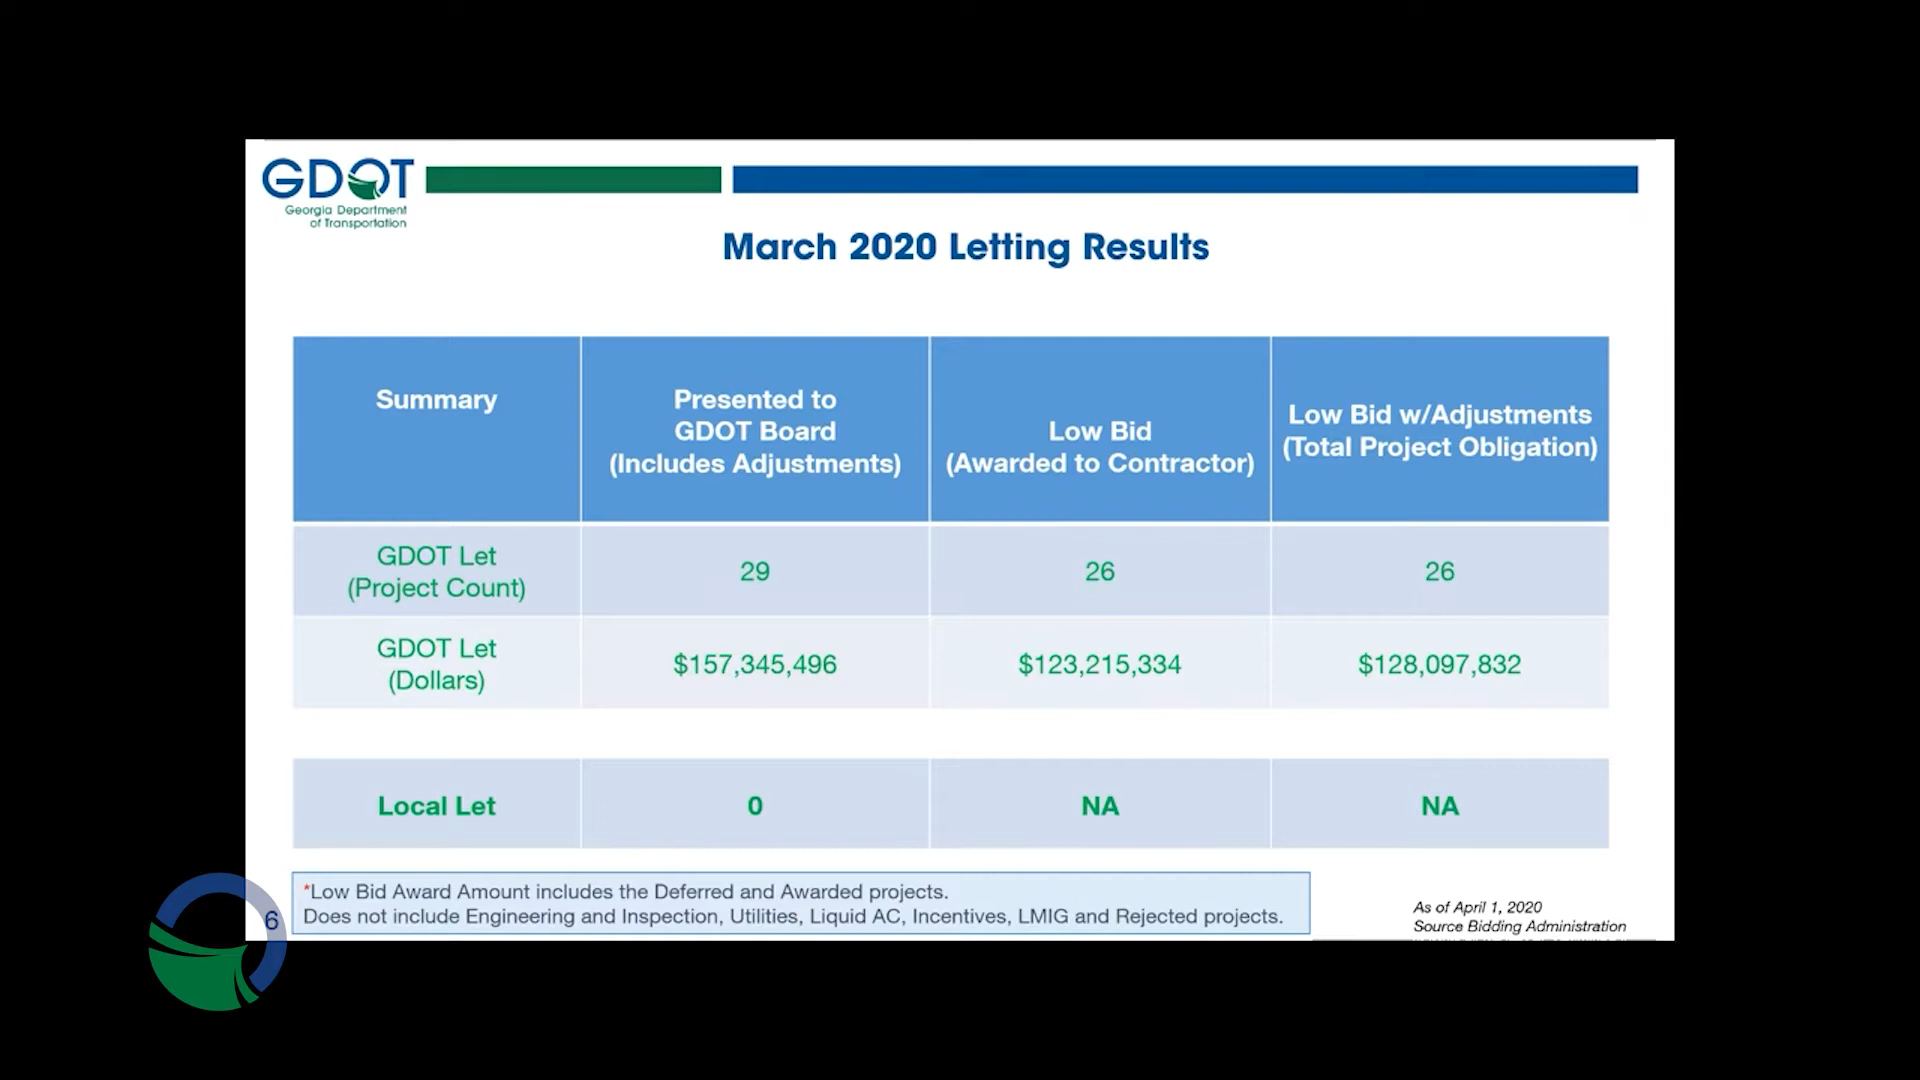 GDOT
Georgia Department
of Transportation
March 2020 Letting Results
Summary
Presented to
GDOT Board
(Includes Adjustments)
Low Bid
(Awarded to Contractor)
Low Bid w/Adjustments
(Total Project Obligation)
GDOT Let
(Project Count)
29
26
26
GDOT Let
(Dollars)
$157,345,496
$123,215,334
$128,097,832
Local Let
0
NA
NA
*Low Bid Award Amount includes the Deferred and Awarded projects.
Does not include Engineering and Inspection, Utilities, Liquid AC, Incentives, LMIG and Rejected projects.
As of April 1, 2020
Source Bidding Administration
6